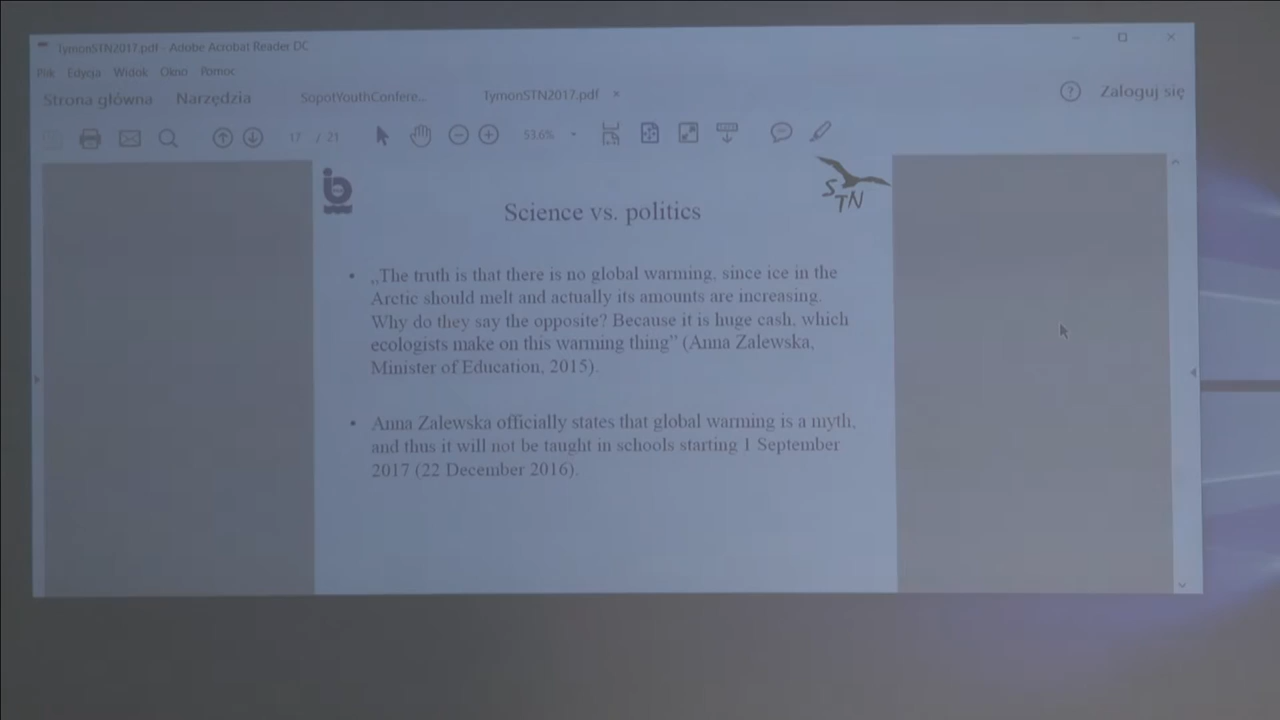 TymonSTN2017.pdf - Adobe Acrobat Reader DC
Plik Edycja Widok Okno Pomoc
Strona główna Narzędzia SopotYouthConfere... TymonSTN2017.pdf × Zaloguj się
17 / 21 53,6%
STN
Science vs. politics
• „The truth is that there is no global warming, since ice in the
Arctic should melt and actually its amounts are increasing.
Why do they say the opposite? Because it is huge cash, which
ecologists make on this warming thing” (Anna Zalewska,
Minister of Education, 2015).
• Anna Zalewska officially states that global warming is a myth,
and thus it will not be taught in schools starting 1 September
2017 (22 December 2016).